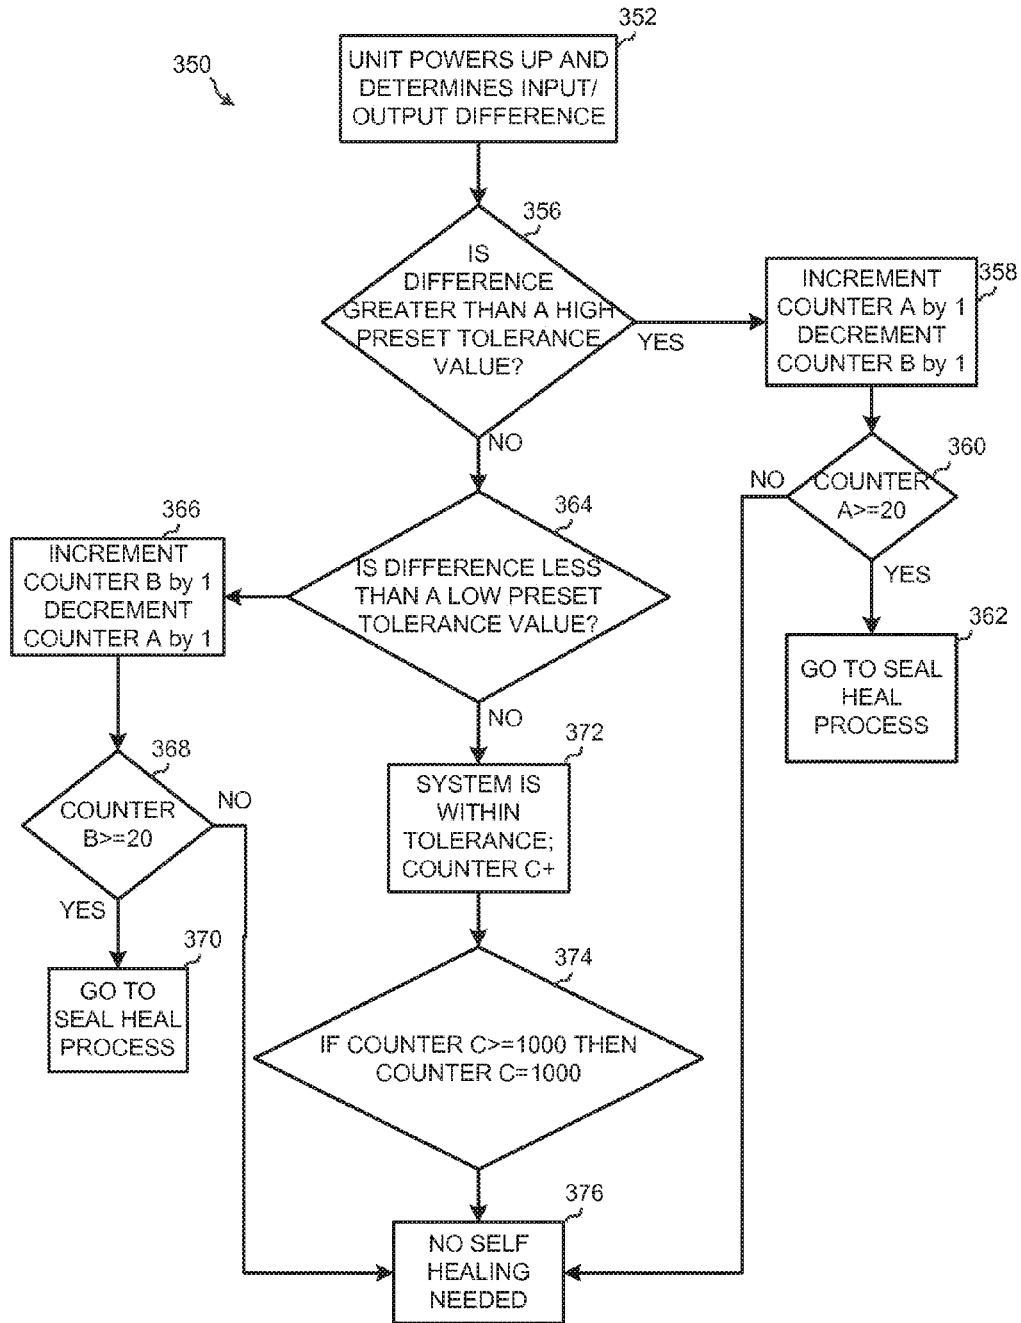 352
UNIT POWERS UP AND
DETERMINES INPUT/
OUTPUT DIFFERENCE
350
356
IS
DIFFERENCE
GREATER THAN A HIGH
PRESET TOLERANCE
VALUE?
YES
NO
358
INCREMENT
COUNTER A by 1
DECREMENT
COUNTER B by 1
360
COUNTER
A>=20
NO
YES
362
GO TO SEAL
HEAL
PROCESS
364
IS DIFFERENCE LESS
THAN A LOW PRESET
TOLERANCE VALUE?
NO
366
INCREMENT
COUNTER B by 1
DECREMENT
COUNTER A by 1
368
COUNTER
B>=20
NO
YES
370
GO TO
SEAL HEAL
PROCESS
372
SYSTEM IS
WITHIN
TOLERANCE;
COUNTER C+
374
IF COUNTER C>=1000 THEN
COUNTER C=1000
376
NO SELF
HEALING
NEEDED